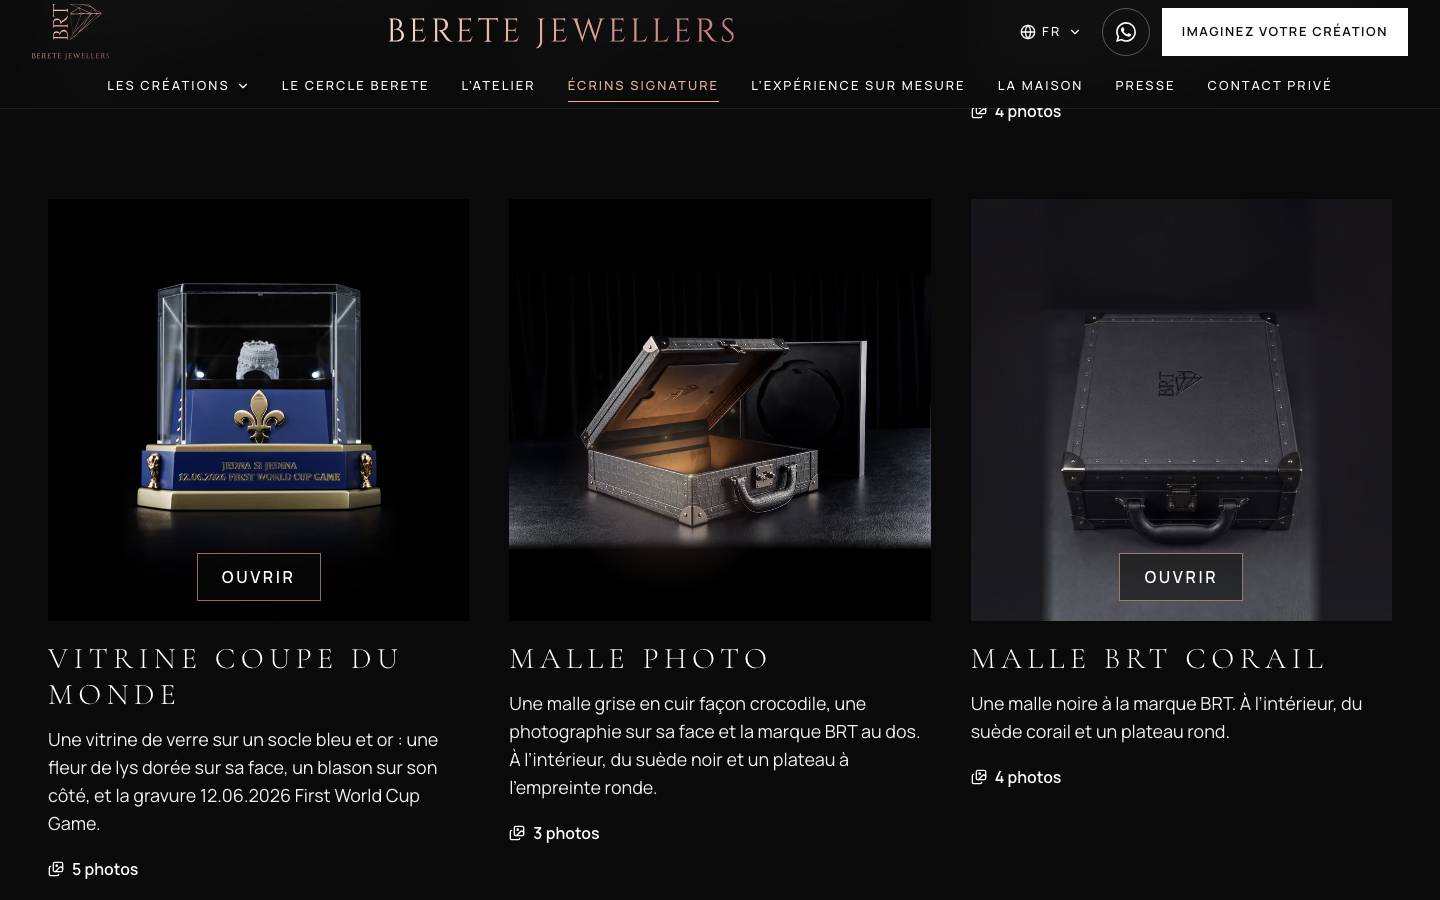 BRT
BERETE JEWELLERS
BERETE JEWELLERS
FR
IMAGINEZ VOTRE CRÉATION
LES CRÉATIONS
LE CERCLE BERETE
L'ATELIER
ÉCRINS SIGNATURE
L'EXPÉRIENCE SUR MESURE
LA MAISON
PRESSE
CONTACT PRIVÉ
4 photos
JEDNA SI JEDINA
12.06.2026 FIRST WORLD CUP GAME
OUVRIR
BRT
OUVRIR
VITRINE COUPE DU
MONDE
Une vitrine de verre sur un socle bleu et or : une
fleur de lys dorée sur sa face, un blason sur son
côté, et la gravure 12.06.2026 First World Cup
Game.
5 photos
MALLE PHOTO
Une malle grise en cuir façon crocodile, une
photographie sur sa face et la marque BRT au dos.
À l'intérieur, du suède noir et un plateau à
l'empreinte ronde.
3 photos
MALLE BRT CORAIL
Une malle noire à la marque BRT. À l'intérieur, du
suède corail et un plateau rond.
4 photos